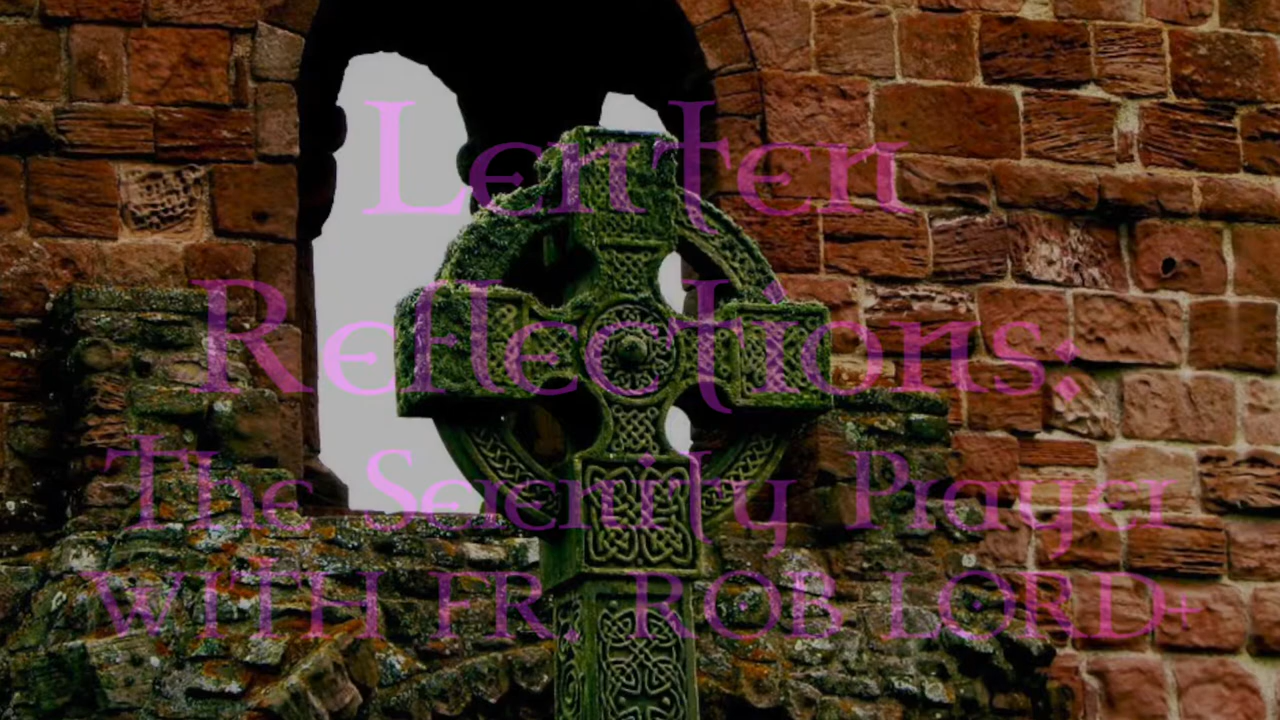 Lenten
Reflections:
The Serenity Prayer
WITH FR. ROB LORD+